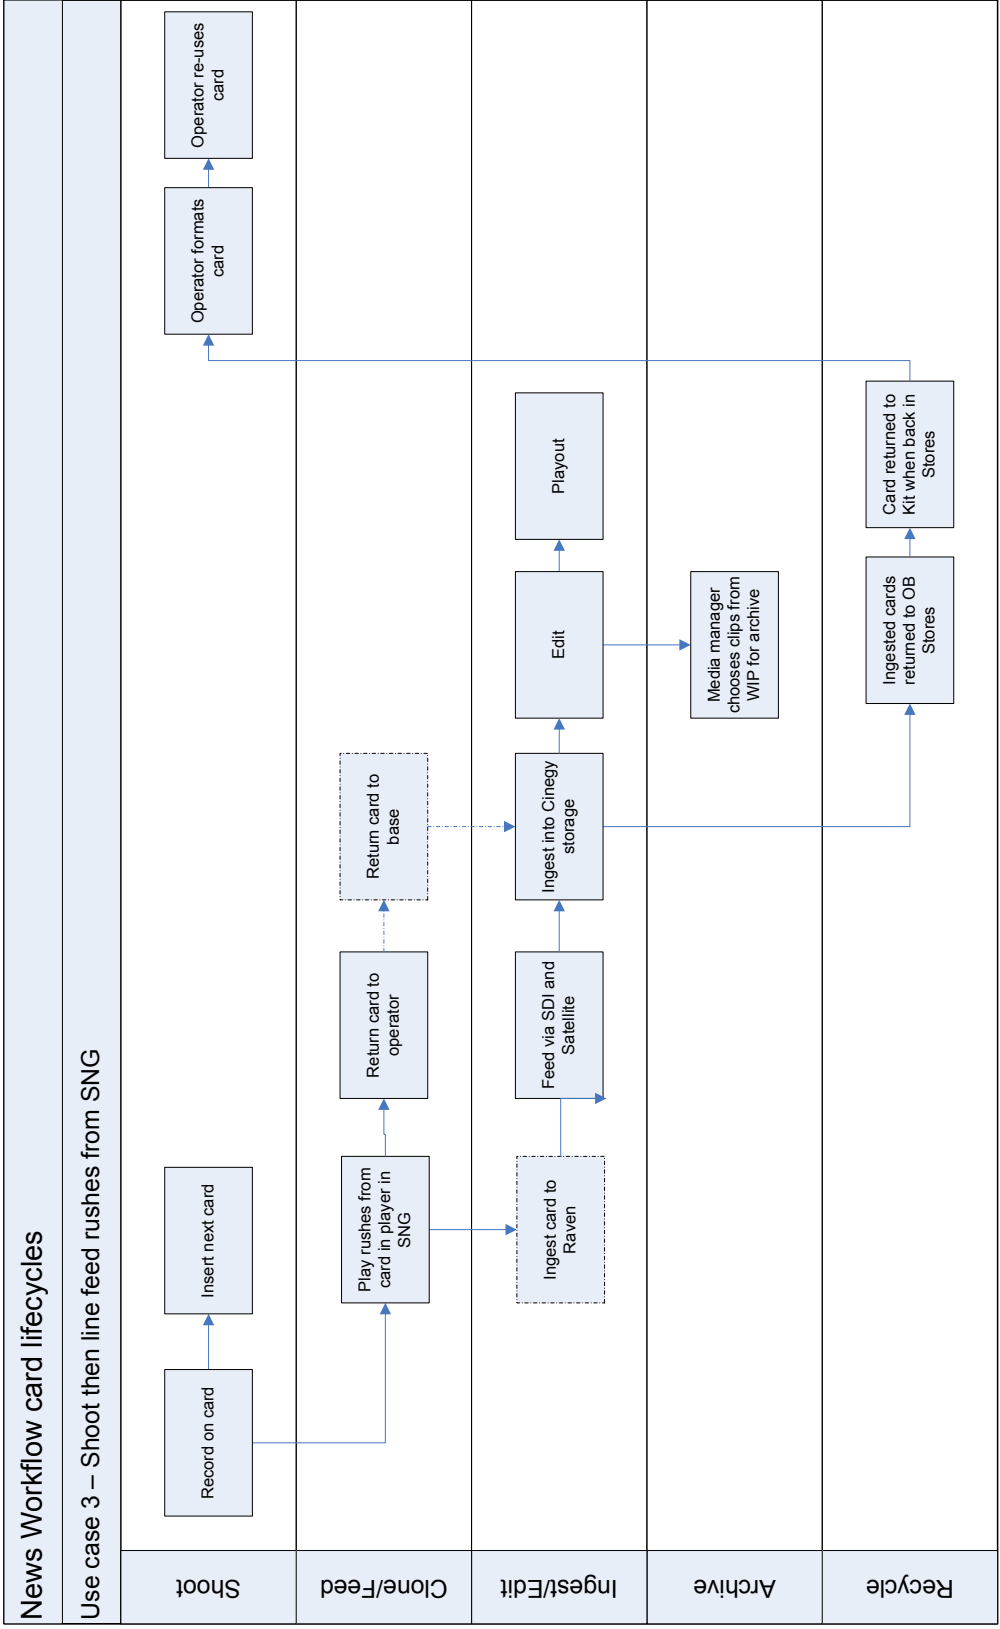 News Workflow card lifecycles
Use case 3 – Shoot then line feed rushes from SNG
Shoot
Record on card
Insert next card
Operator formats
card
Operator re-uses
card
Clone/Feed
Play rushes from
card in player in
SNG
Return card to
operator
Return card to
base
Ingest/Edit
Ingest card to
Raven
Feed via SDI and
Satellite
Ingest into Cinegy
storage
Edit
Playout
Archive
Media manager
chooses clips from
WIP for archive
Recycle
Ingested cards
returned to OB
Stores
Card returned to
Kit when back in
Stores